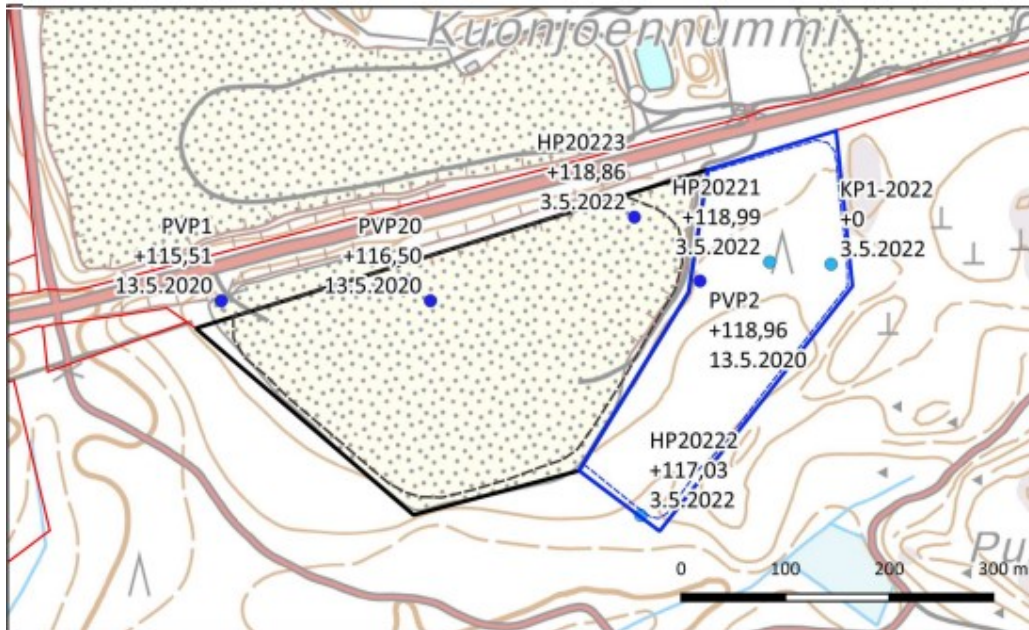 Kuonjoennummi
HP20223
+118,86
3.5.2022
HP20221
+118,99
3.5.2022
KP1-2022
+0
3.5.2022
PVP1
+115,51
13.5.2020
PVP20
+116,50
13.5.2020
PVP2
+118,96
13.5.2020
HP20222
+117,03
3.5.2022
Pu
0 100 200 300 m